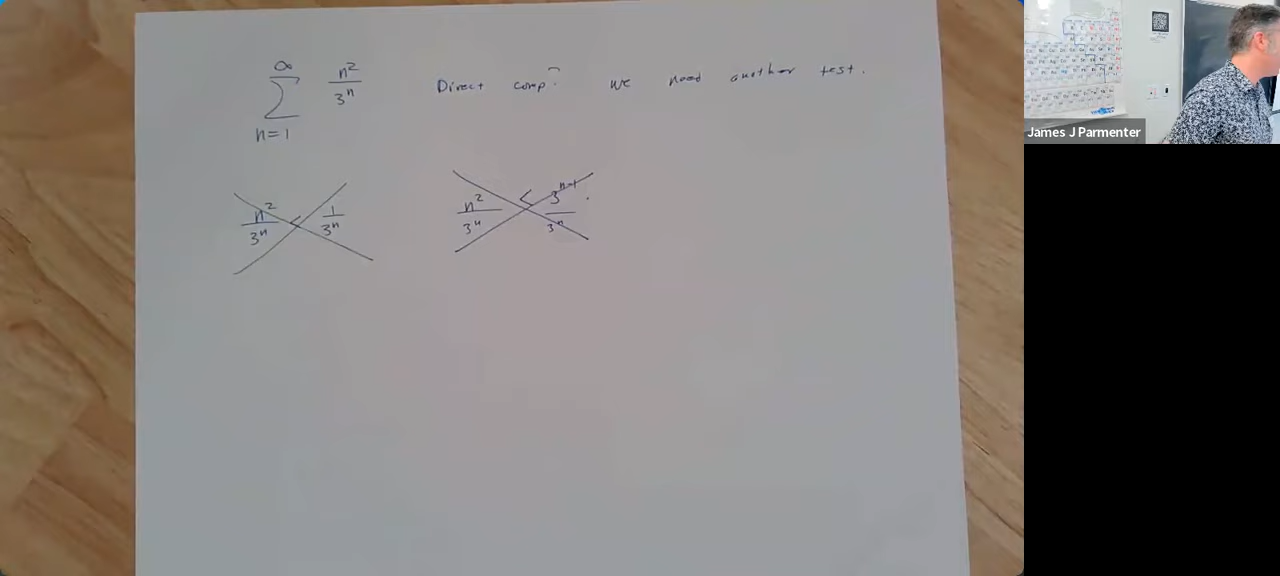 ∞
∑ n²/3ⁿ Direct comp? We need another test.
n=1
n²/3ⁿ < 1/3ⁿ n²/3ⁿ < 3ⁿ⁻¹/3ⁿ
James J Parmenter